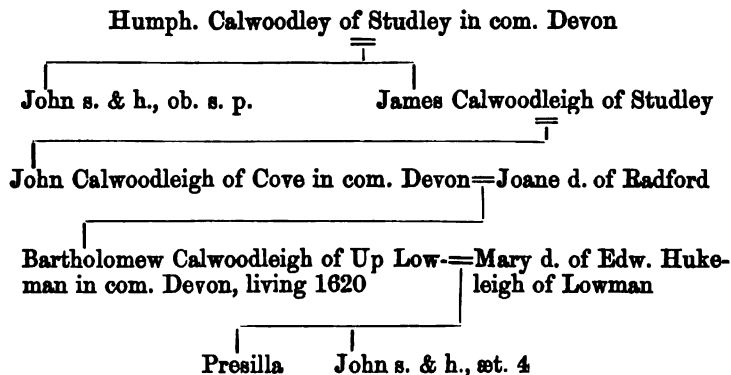 Humph. Calwoodley of Studley in com. Devon
John s. & h., ob. s. p. James Calwoodleigh of Studley
John Calwoodleigh of Cove in com. Devon=Joane d. of Radford
Bartholomew Calwoodleigh of Up Low-=Mary d. of Edw. Huke-
man in com. Devon, living 1620 leigh of Lowman
Presilla John s. & h., æt. 4